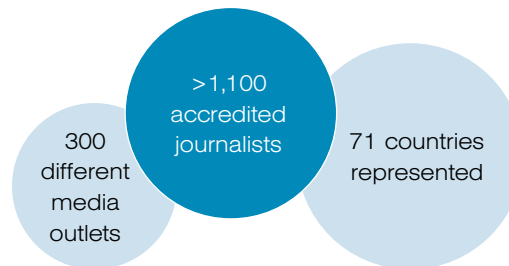 >1,100
accredited
journalists
300
different
media
outlets
71 countries
represented